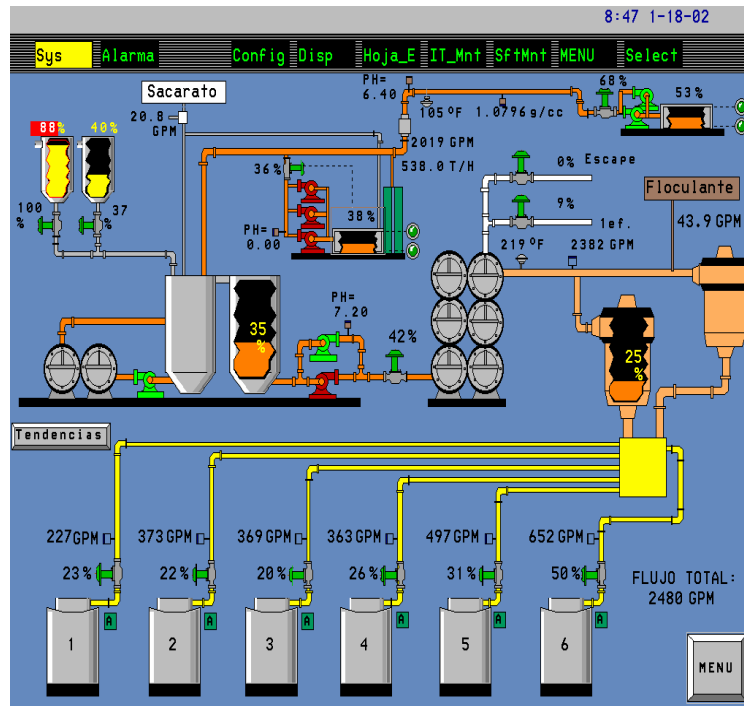 8:47 1-18-02
Sys Alarma Config Disp Hoja_E IT_Mnt SftMnt MENU Select
Sacarato
20.8
GPM
PH=
6.40
105ºF
1.0796g/cc
68%
53%
88%
40%
2019 GPM
538.0 T/H
36%
0% Escape
Floculante
100
%
37
%
38%
PH=
0.00
9%
1ef.
43.9 GPM
219ºF
2382 GPM
PH=
7.20
35
%
42%
25
%
Tendencias
227GPM
373GPM
369GPM
363GPM
497GPM
652GPM
23%
22%
20%
26%
31%
50%
FLUJO TOTAL:
2480 GPM
A
A
A
A
A
A
1
2
3
4
5
6
MENU